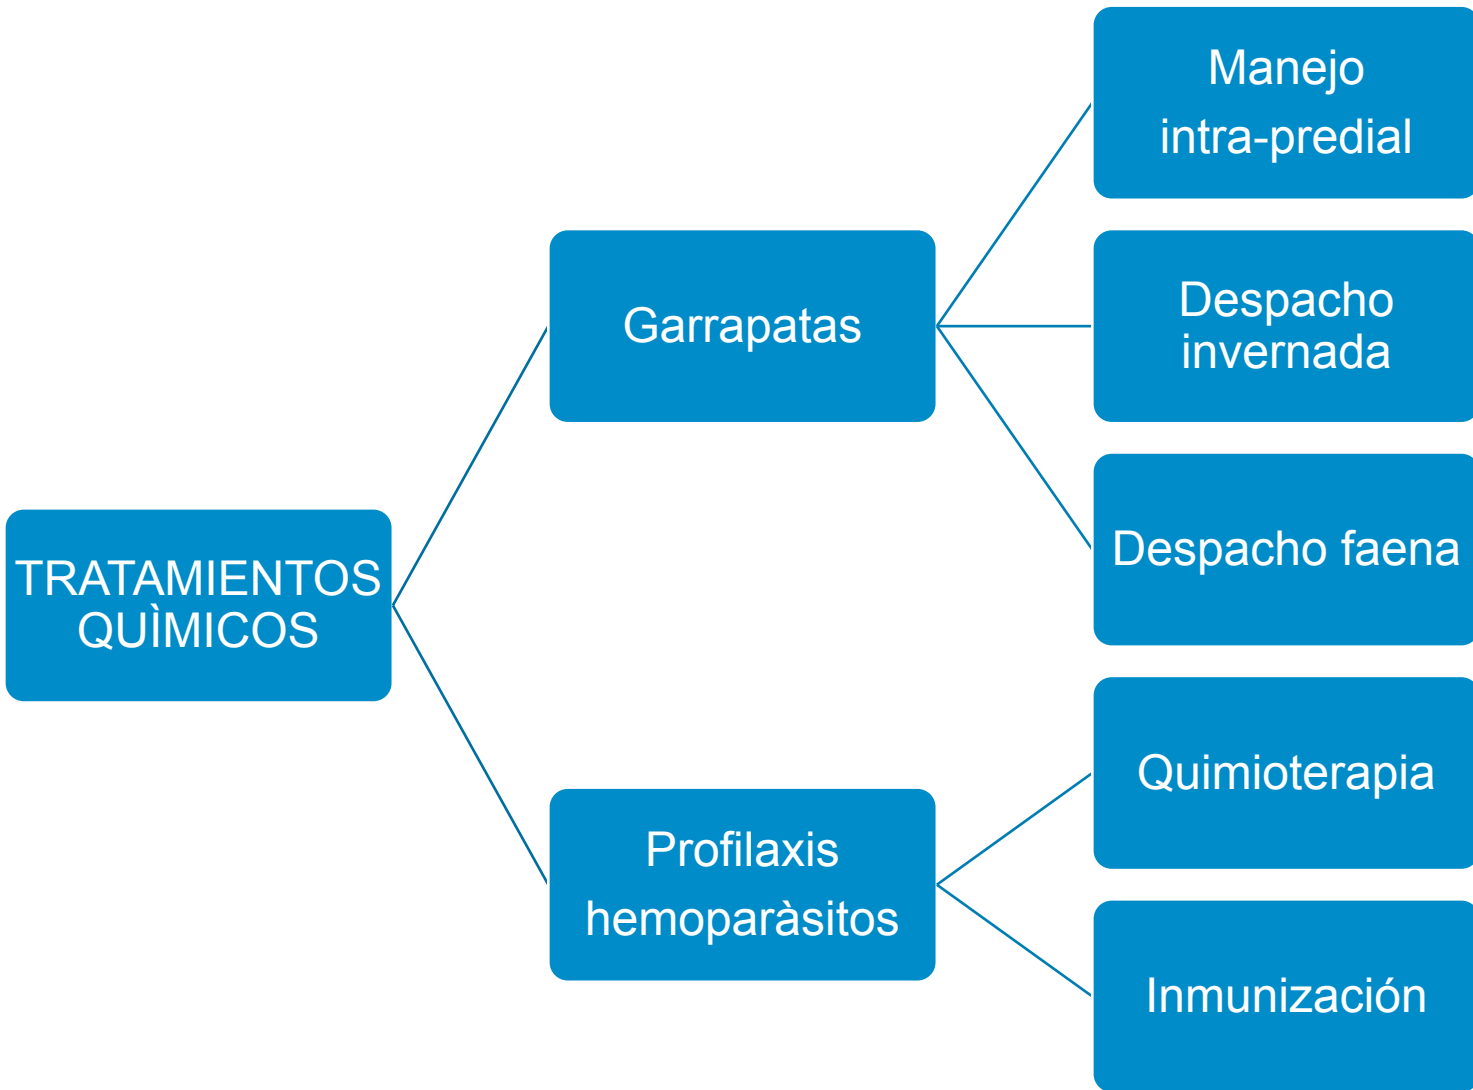 Manejo
intra-predial
Garrapatas
Despacho
invernada
Despacho faena
TRATAMIENTOS
QUÌMICOS
Quimioterapia
Profilaxis
hemoparàsitos
Inmunización